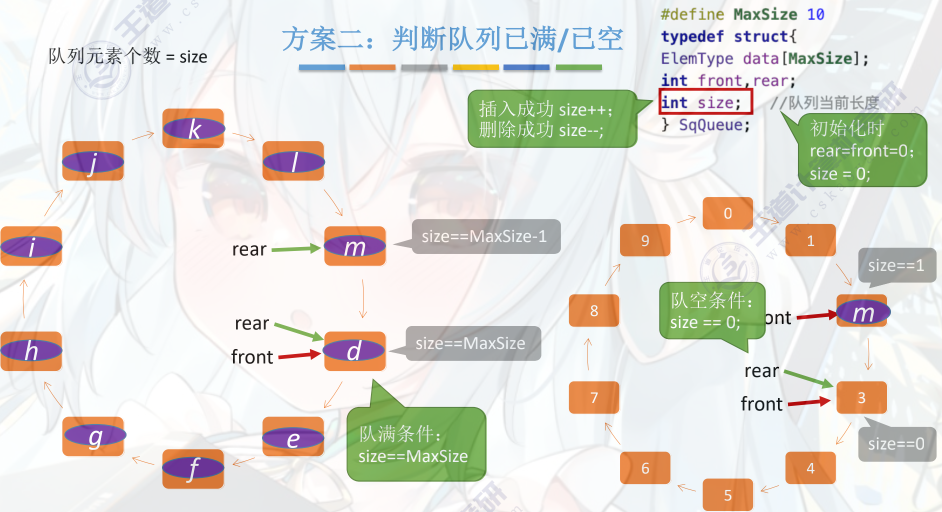 方案二：判断队列已满/已空
队列元素个数 = size
#define MaxSize 10
typedef struct{
ElemType data[MaxSize];
int front,rear;
int size; //队列当前长度
} SqQueue;
插入成功 size++;
删除成功 size--;
初始化时
rear=front=0;
size = 0;
k
j
l
i
m
rear
size==MaxSize-1
h
d
rear
front
size==MaxSize
g
e
f
队满条件：
size==MaxSize
0
9
1
size==1
8
队空条件：
size == 0;
ont
m
rear
front
7
3
size==0
6
4
5